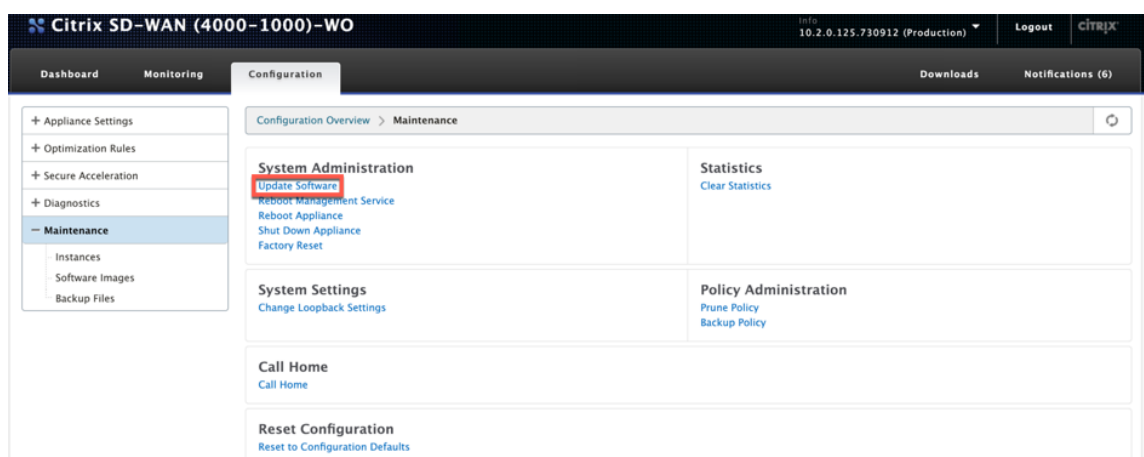 Citrix SD-WAN (4000-1000)-WO
Info
10.2.0.125.730912 (Production)
Logout
CITRIX
Dashboard
Monitoring
Configuration
Downloads
Notifications (6)
+ Appliance Settings
+ Optimization Rules
+ Secure Acceleration
+ Diagnostics
− Maintenance
Instances
Software Images
Backup Files
Configuration Overview > Maintenance
System Administration
Update Software
Reboot Management Service
Reboot Appliance
Shut Down Appliance
Factory Reset
Statistics
Clear Statistics
System Settings
Change Loopback Settings
Policy Administration
Prune Policy
Backup Policy
Call Home
Call Home
Reset Configuration
Reset to Configuration Defaults